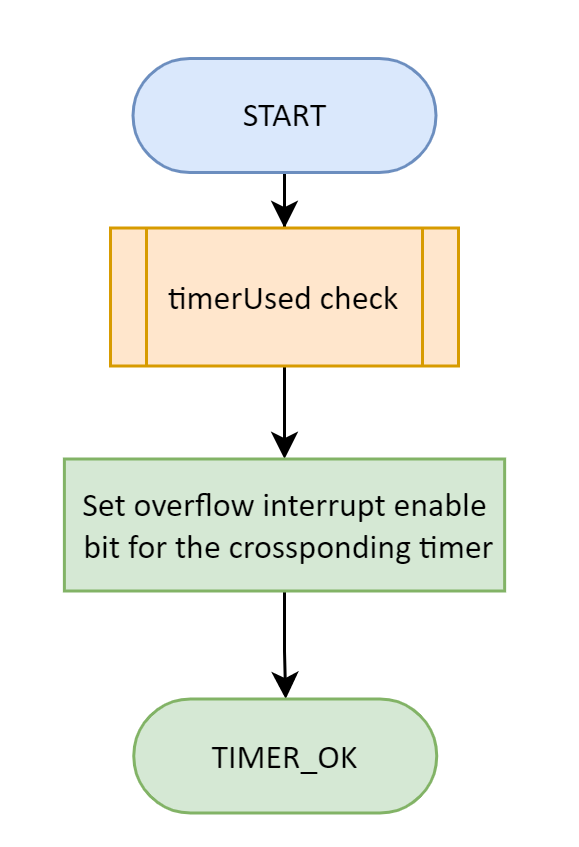 START
timerUsed check
Set overflow interrupt enable
bit for the crossponding timer
TIMER_OK